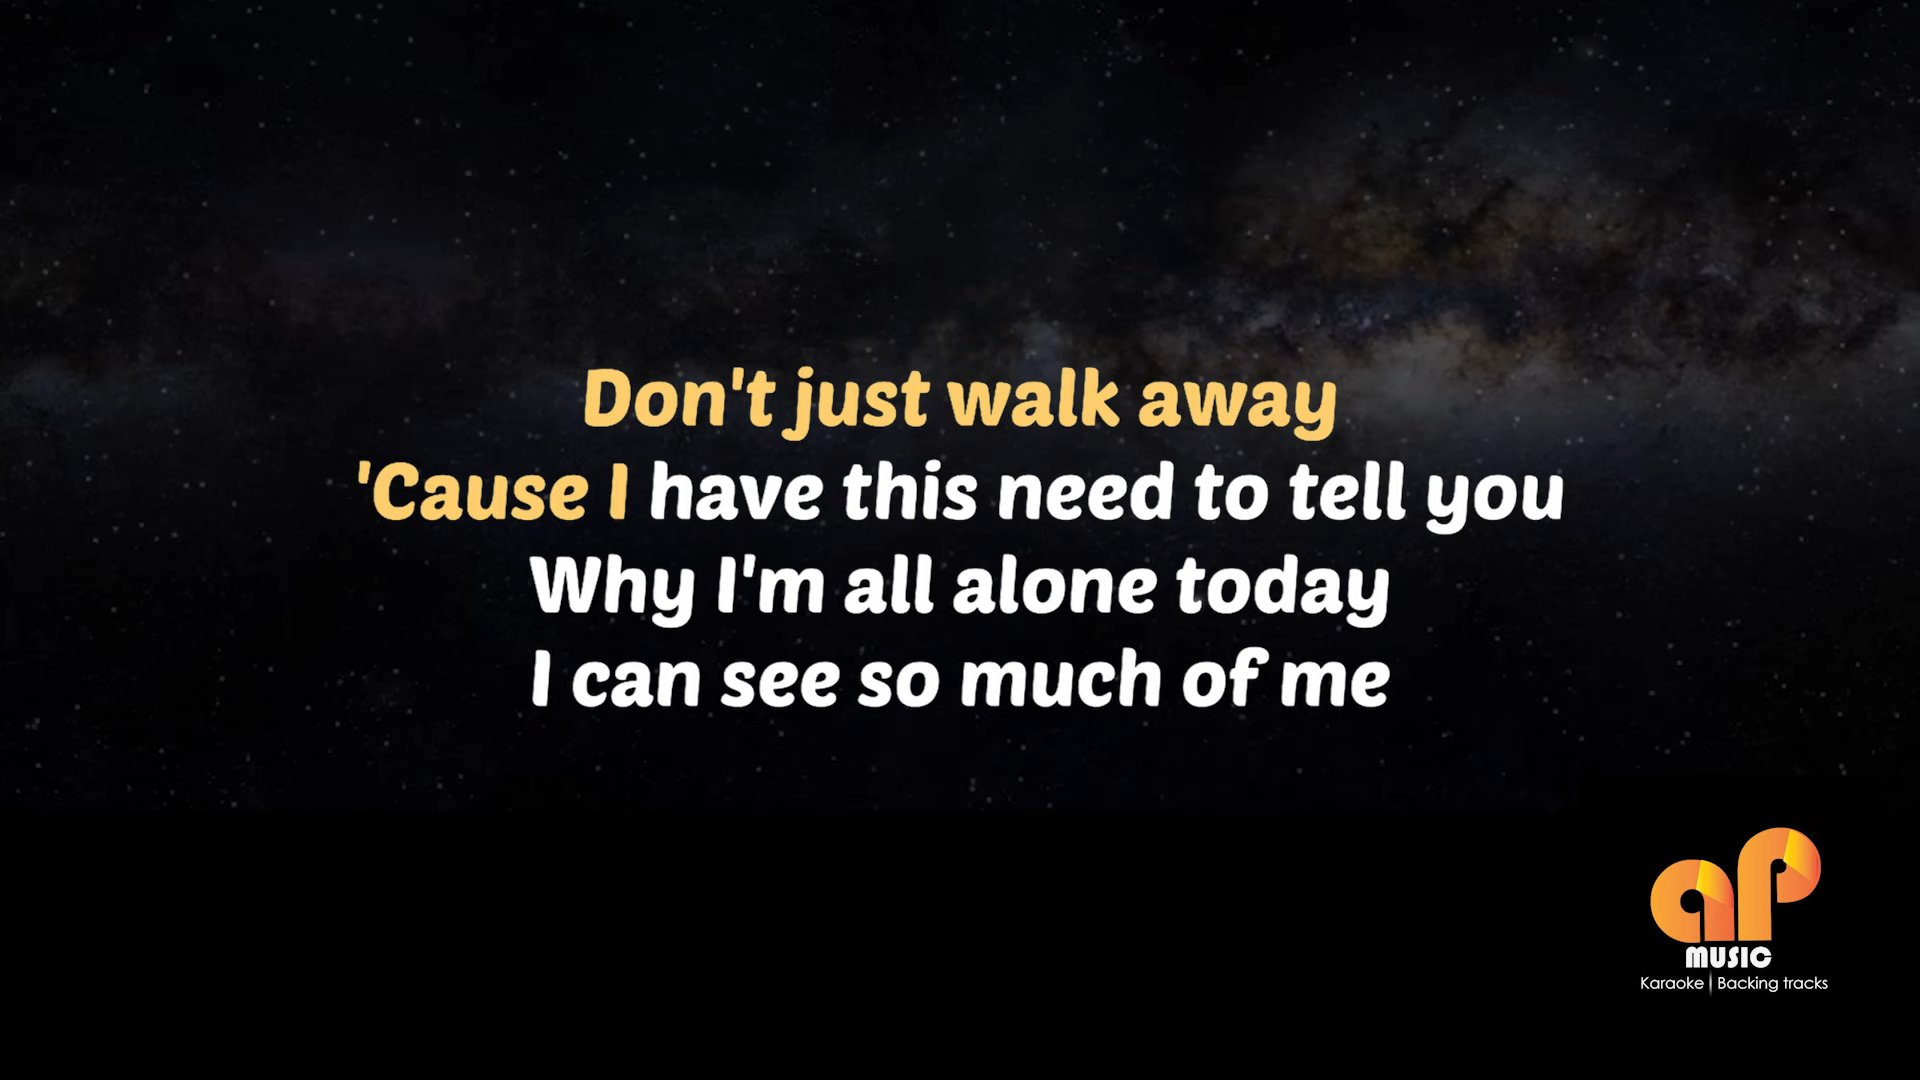 Don't just walk away
'Cause I have this need to tell you
Why I'm all alone today
I can see so much of me
aP
MUSIC
Karaoke | Backing tracks